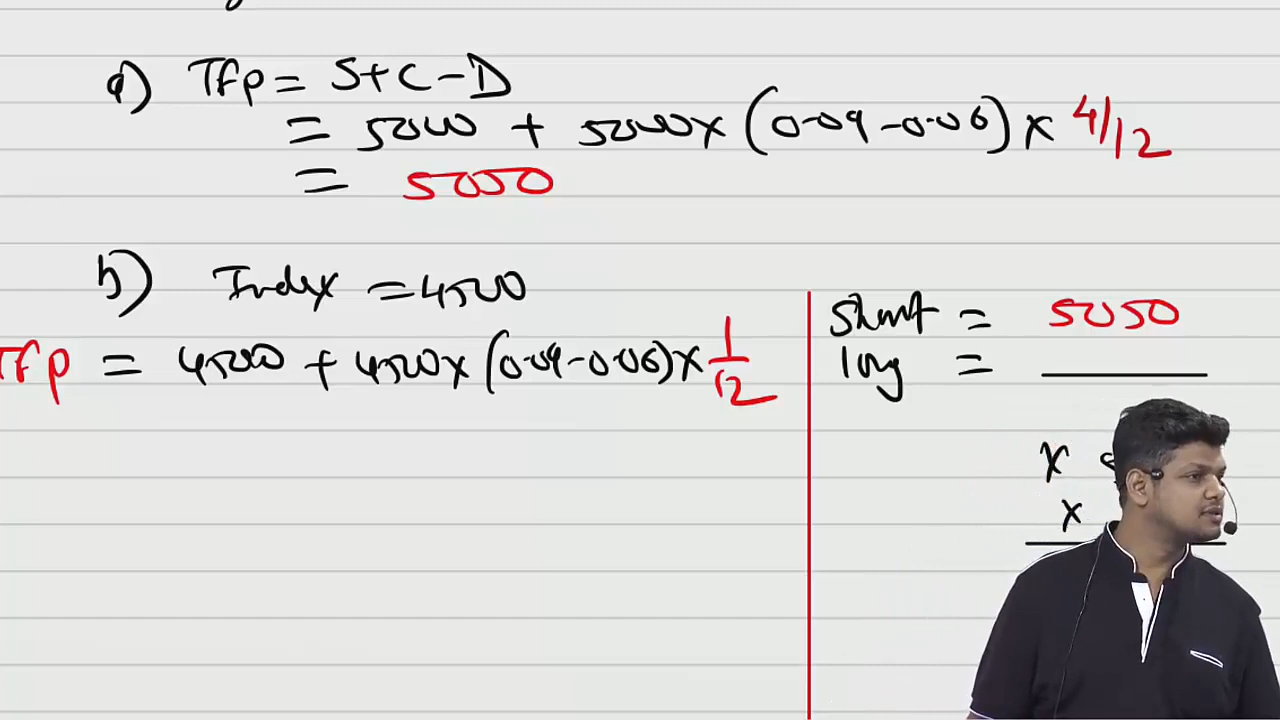 a) TFP = S+C-D
= 5000 + 5000 x (0.09-0.06) x 4/12
= 5050
b) Index = 4500
TFP = 4500 + 4500 x (0.09-0.06) x 1/12
Short = 5050
long =
x
x